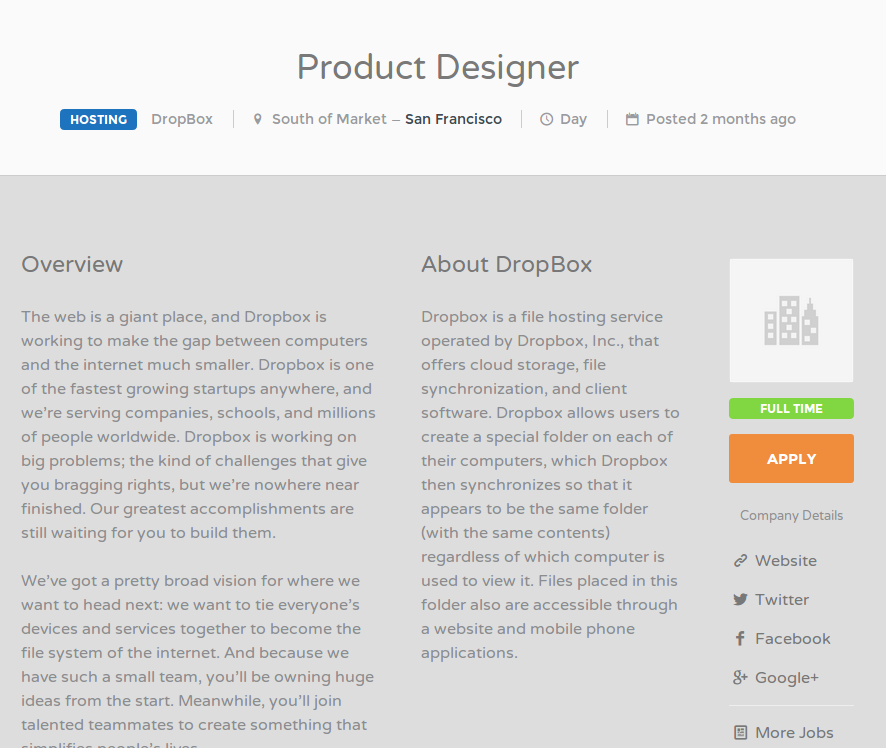 Product Designer
HOSTING DropBox South of Market – San Francisco Day Posted 2 months ago
Overview
The web is a giant place, and Dropbox is
working to make the gap between computers
and the internet much smaller. Dropbox is one
of the fastest growing startups anywhere, and
we're serving companies, schools, and millions
of people worldwide. Dropbox is working on
big problems; the kind of challenges that give
you bragging rights, but we're nowhere near
finished. Our greatest accomplishments are
still waiting for you to build them.
We've got a pretty broad vision for where we
want to head next: we want to tie everyone's
devices and services together to become the
file system of the internet. And because we
have such a small team, you'll be owning huge
ideas from the start. Meanwhile, you'll join
talented teammates to create something that
simplifies people's lives.
About DropBox
Dropbox is a file hosting service
operated by Dropbox, Inc., that
offers cloud storage, file
synchronization, and client
software. Dropbox allows users to
create a special folder on each of
their computers, which Dropbox
then synchronizes so that it
appears to be the same folder
(with the same contents)
regardless of which computer is
used to view it. Files placed in this
folder also are accessible through
a website and mobile phone
applications.
FULL TIME
APPLY
Company Details
Website
Twitter
Facebook
Google+
More Jobs